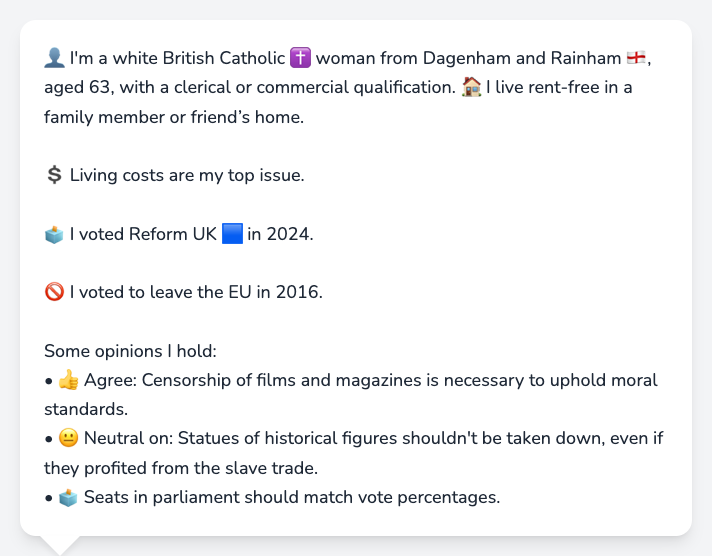 👤 I'm a white British Catholic ✝️ woman from Dagenham and Rainham 🏴󠁧󠁢󠁥󠁮󠁧󠁿,
aged 63, with a clerical or commercial qualification. 🏠 I live rent-free in a
family member or friend’s home.
💲 Living costs are my top issue.
🗳️ I voted Reform UK 🟦 in 2024.
🚫 I voted to leave the EU in 2016.
Some opinions I hold:
• 👍 Agree: Censorship of films and magazines is necessary to uphold moral
standards.
• 😐 Neutral on: Statues of historical figures shouldn't be taken down, even if
they profited from the slave trade.
• 🗳️ Seats in parliament should match vote percentages.